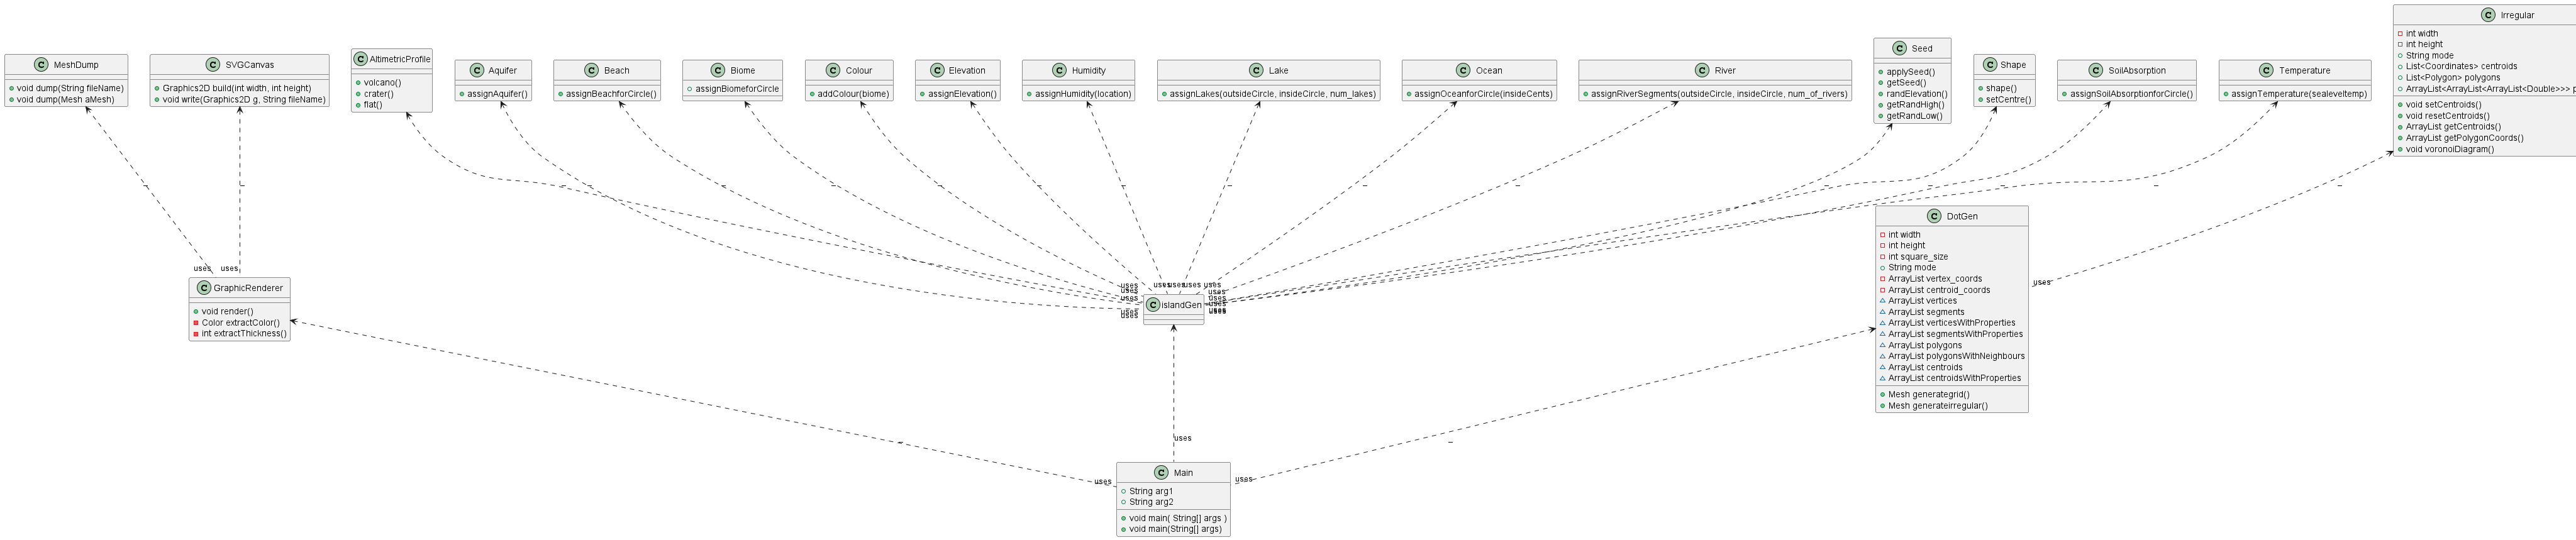 MeshDump
void dump(String fileName)
void dump(Mesh aMesh)
SVGCanvas
Graphics2D build(int width, int height)
void write(Graphics2D g, String fileName)
AltimetricProfile
volcano()
crater()
flat()
Aquifer
assignAquifer()
Beach
assignBeachforCircle()
Biome
assignBiomeforCircle
Colour
addColour(biome)
Elevation
assignElevation()
Humidity
assignHumidity(location)
Lake
assignLakes(outsideCircle, insideCircle, num_lakes)
Ocean
assignOceanforCircle(insideCents)
River
assignRiverSegments(outsideCircle, insideCircle, num_of_rivers)
Seed
applySeed()
getSeed()
randElevation()
getRandHigh()
getRandLow()
Shape
shape()
setCentre()
SoilAbsorption
assignSoilAbsorptionforCircle()
Temperature
assignTemperature(sealeveltemp)
Irregular
int width
int height
String mode
List<Coordinates> centroids
List<Polygon> polygons
ArrayList<ArrayList<ArrayList<Double>>> p
void setCentroids()
void resetCentroids()
ArrayList getCentroids()
ArrayList getPolygonCoords()
void voronoiDiagram()
uses
uses
GraphicRenderer
void render()
Color extractColor()
int extractThickness()
uses
uses
uses
uses
uses
uses
uses
uses
uses
uses
uses
uses
uses
islandGen
uses
DotGen
int width
int height
int square_size
String mode
ArrayList vertex_coords
ArrayList centroid_coords
ArrayList vertices
ArrayList segments
ArrayList verticesWithProperties
ArrayList segmentsWithProperties
ArrayList polygons
ArrayList polygonsWithNeighbours
ArrayList centroids
ArrayList centroidsWithProperties
Mesh generategrid()
Mesh generateirregular()
uses
uses
uses
Main
String arg1
String arg2
void main( String[] args )
void main(String[] args)